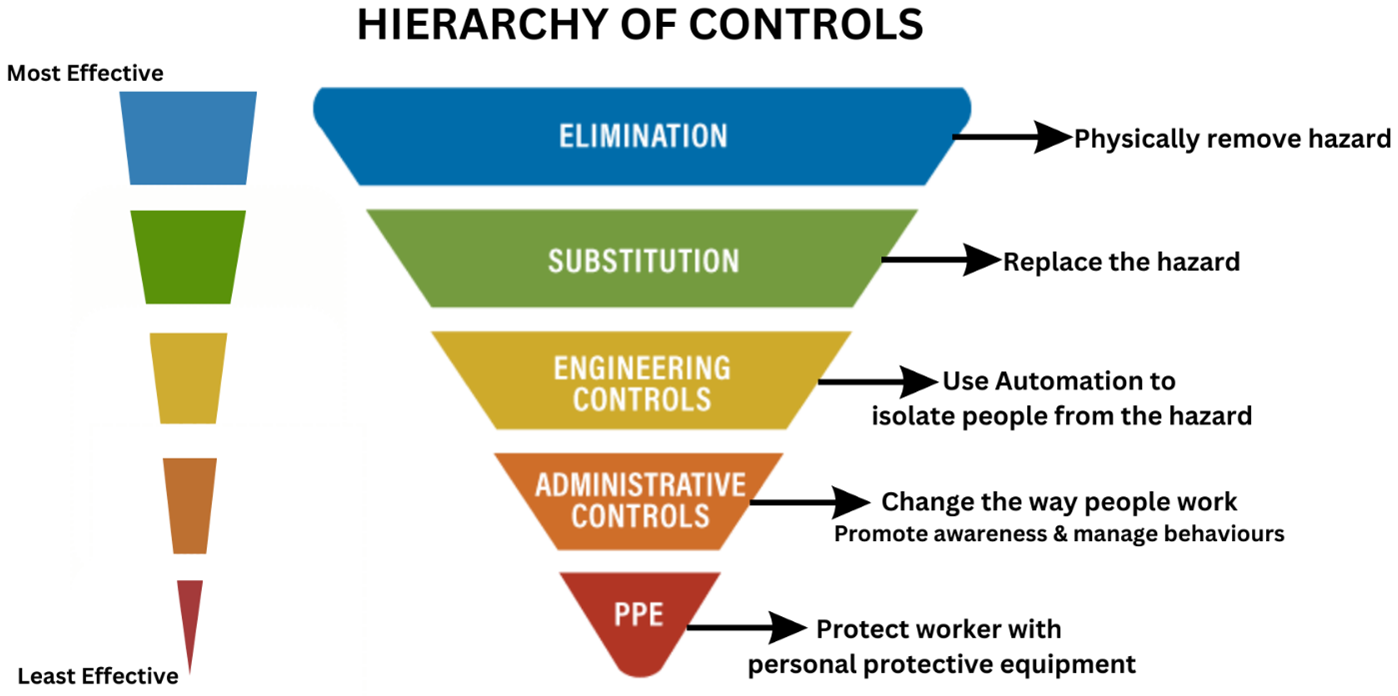 HIERARCHY OF CONTROLS
Most Effective
ELIMINATION
Physically remove hazard
SUBSTITUTION
Replace the hazard
ENGINEERING
CONTROLS
Use Automation to
isolate people from the hazard
ADMINISTRATIVE
CONTROLS
Change the way people work
Promote awareness & manage behaviours
PPE
Protect worker with
personal protective equipment
Least Effective